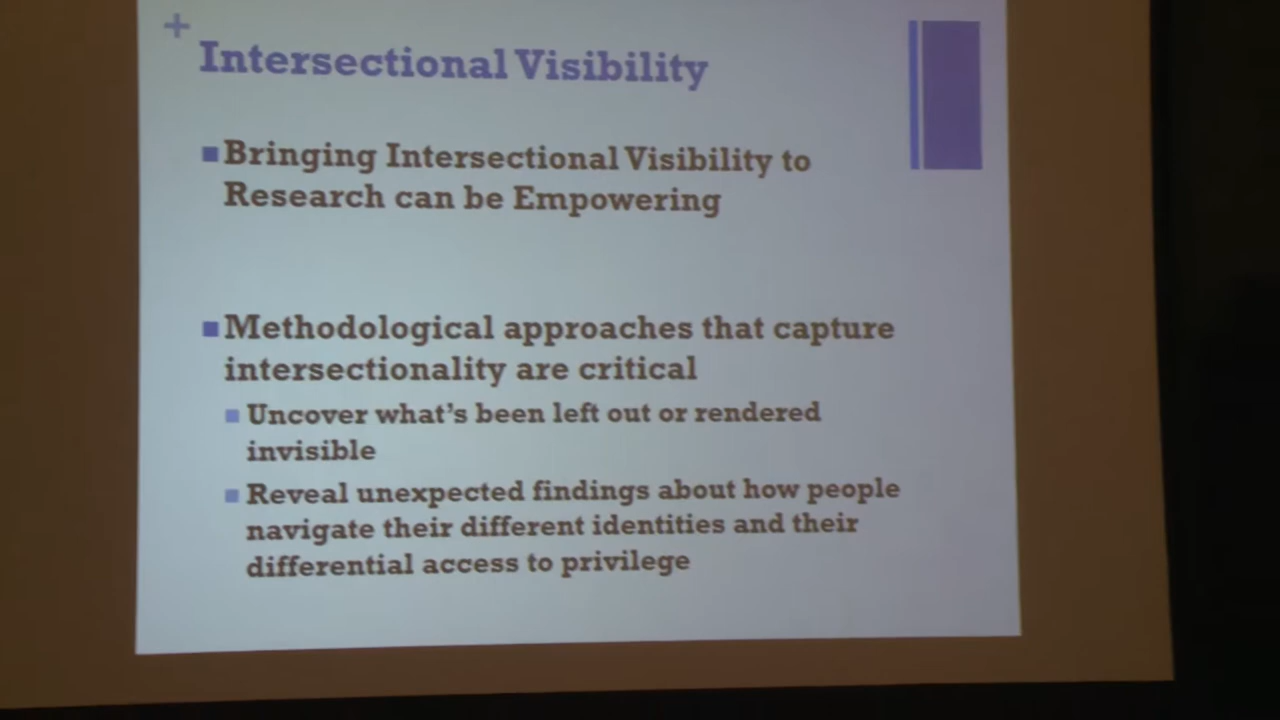 +
Intersectional Visibility
Bringing Intersectional Visibility to
Research can be Empowering
Methodological approaches that capture
intersectionality are critical
Uncover what's been left out or rendered
invisible
Reveal unexpected findings about how people
navigate their different identities and their
differential access to privilege